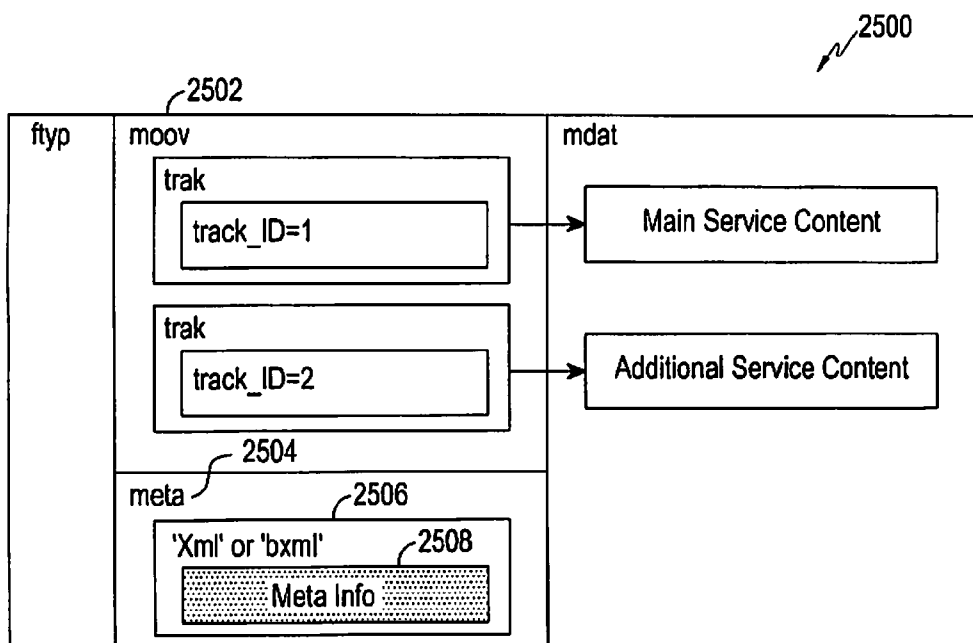 2500
2502
ftyp
moov
mdat
trak
track_ID=1
Main Service Content
trak
track_ID=2
Additional Service Content
2504
meta
2506
'Xml' or 'bxml'
2508
Meta Info